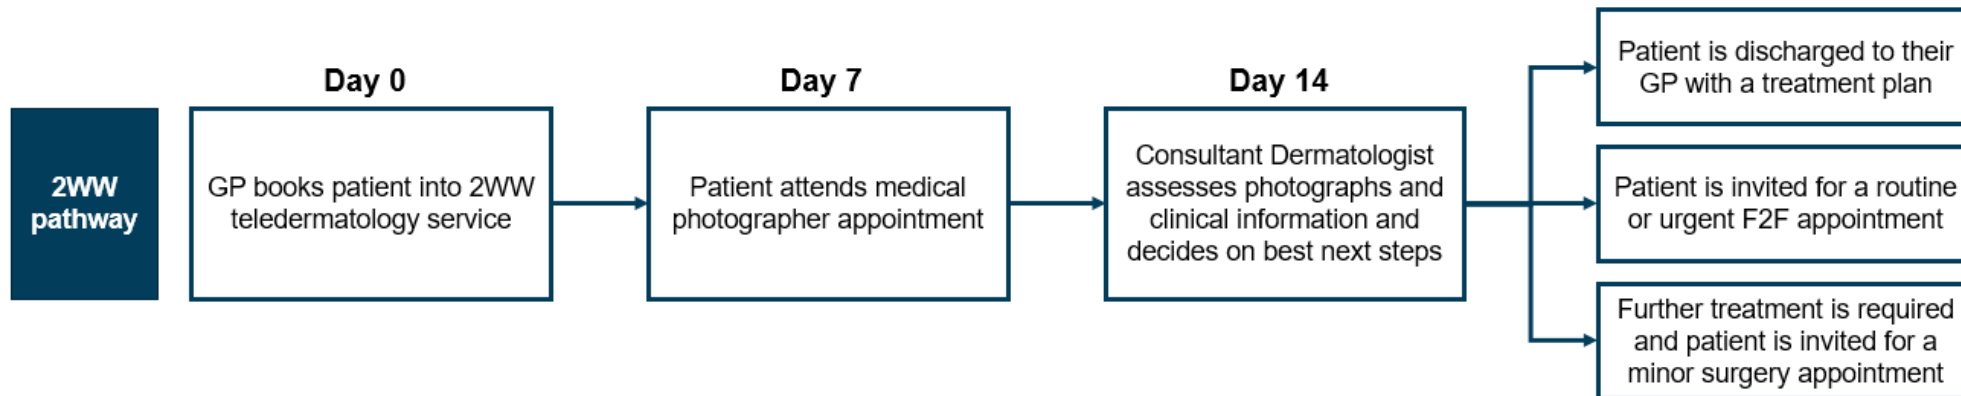 2WW
pathway
Day 0
GP books patient into 2WW
teledermatology service
Day 7
Patient attends medical
photographer appointment
Day 14
Consultant Dermatologist
assesses photographs and
clinical information and
decides on best next steps
Patient is discharged to their
GP with a treatment plan
Patient is invited for a routine
or urgent F2F appointment
Further treatment is required
and patient is invited for a
minor surgery appointment